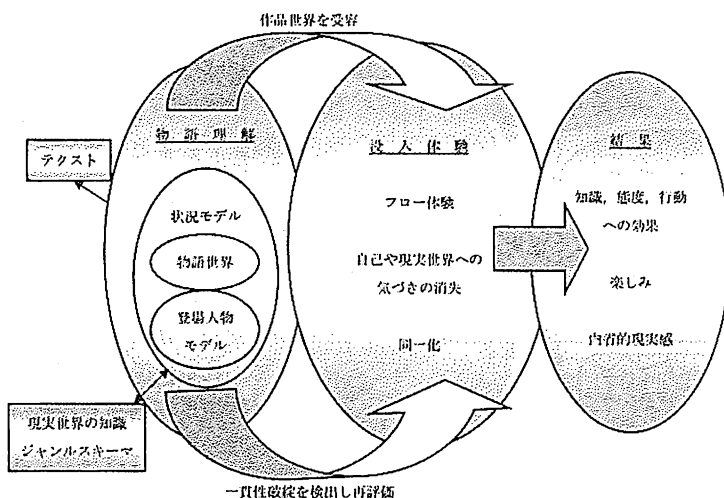 作品世界を受容
物語理解
テクスト
状況モデル
物語世界
登場人物
モデル
現実世界の知識
ジャンルスキーマ
没入体験
フロー体験
自己や現実世界への
気づきの消失
同一化
結果
知識，態度，行動
への効果
楽しみ
内省的現実感
一貫性破綻を検出し再評価